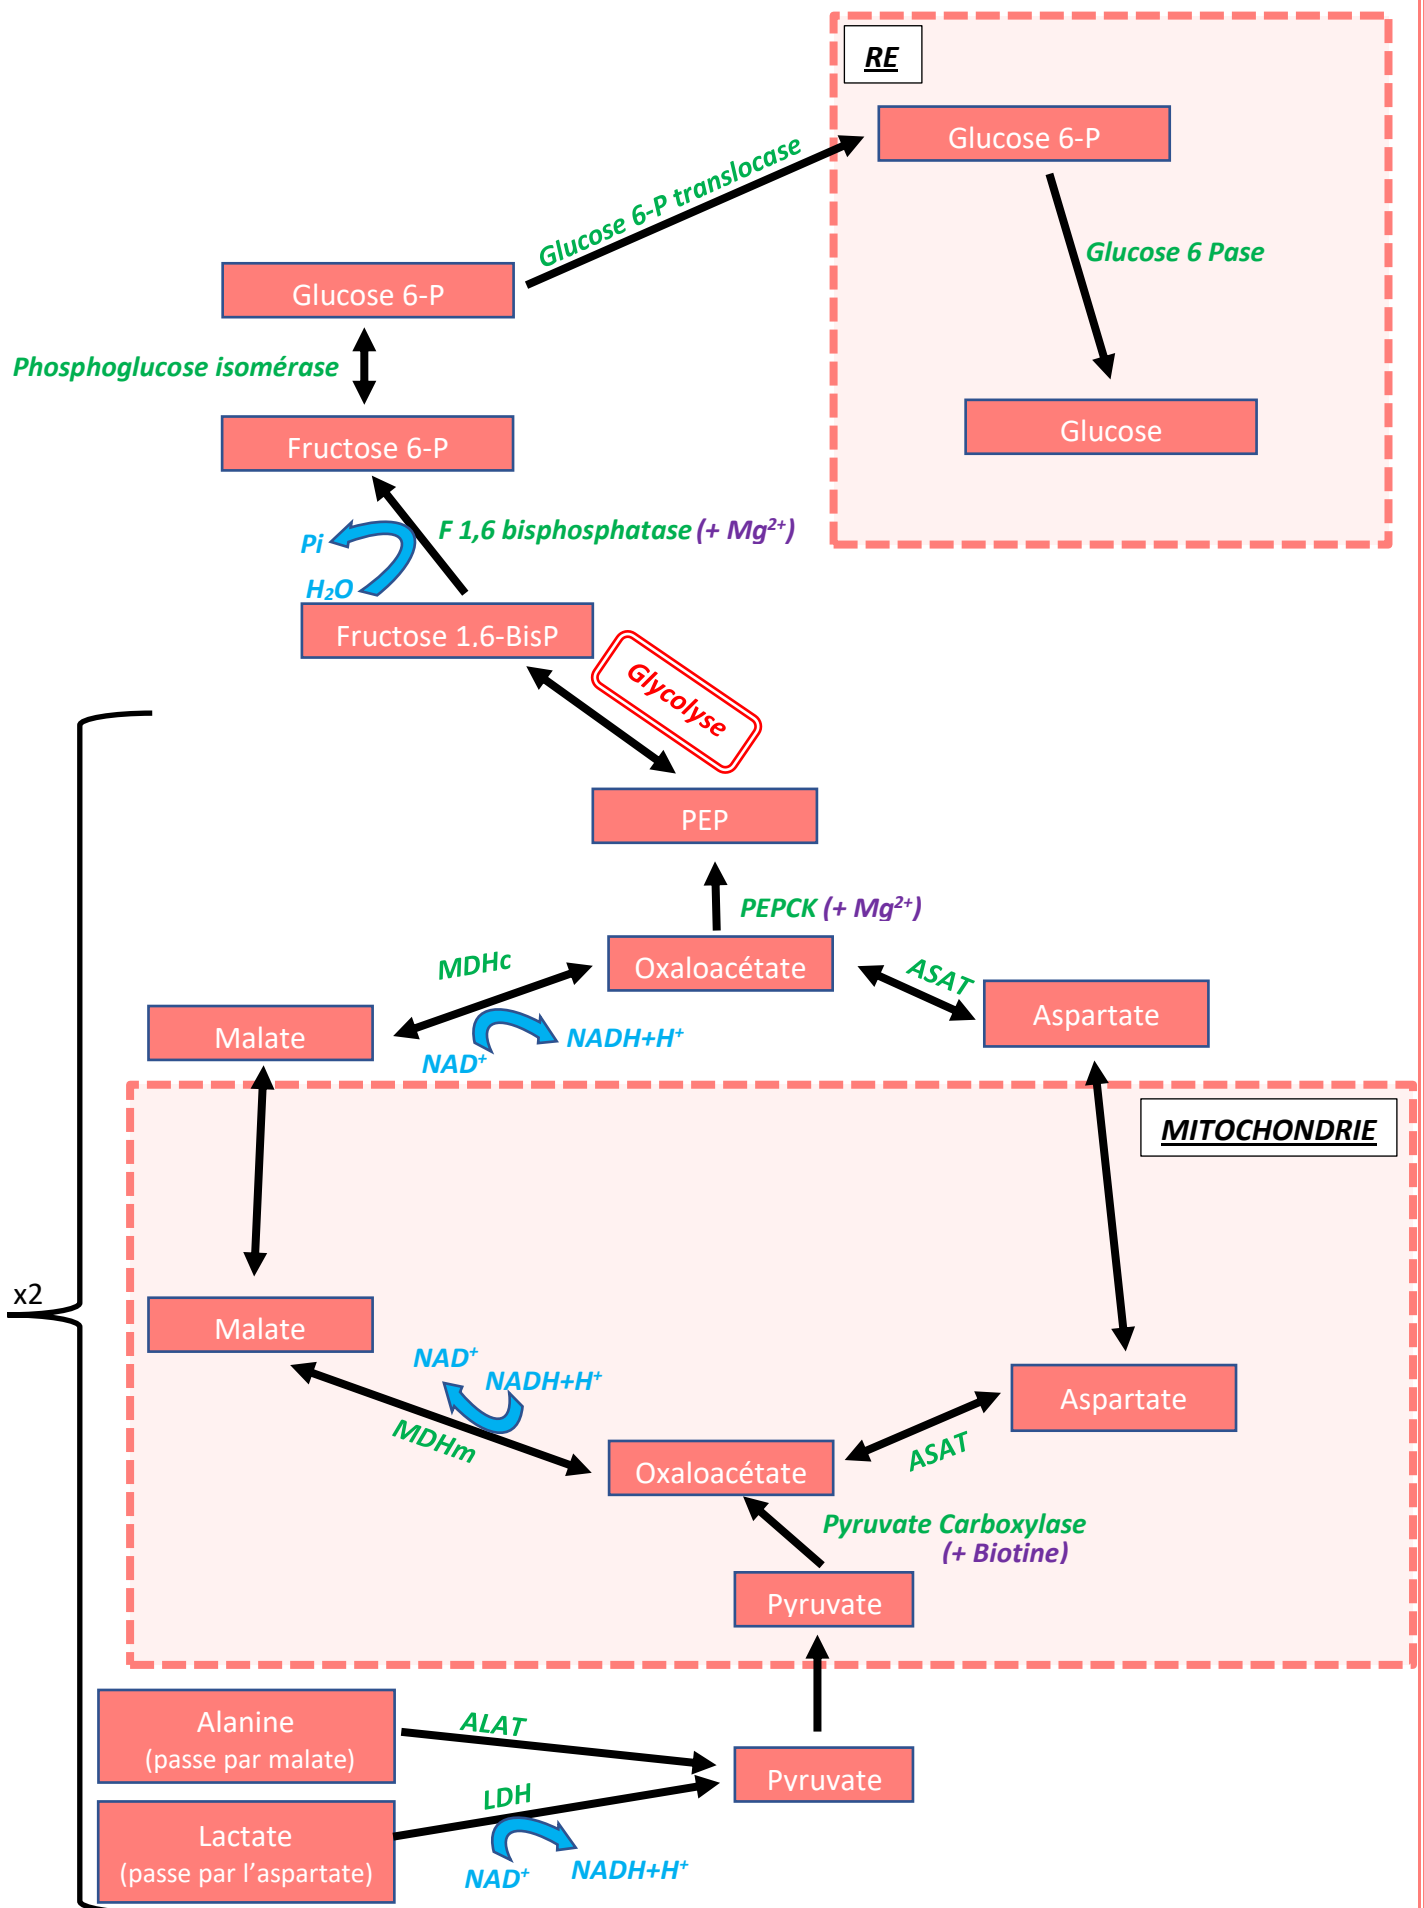 RE
Glucose 6-P
Glucose 6-P translocase
Glucose 6 Pase
Glucose 6-P
Phosphoglucose isomérase
Glucose
Fructose 6-P
F 1,6 bisphosphatase (+ Mg²⁺)
Pi
H₂O
Fructose 1,6-BisP
Glycolyse
PEP
PEPCK (+ Mg²⁺)
MDHc
Oxaloacétate
ASAT
Aspartate
Malate
NADH+H⁺
NAD⁺
MITOCHONDRIE
x2
Malate
NAD⁺
NADH+H⁺
Aspartate
MDHm
ASAT
Oxaloacétate
Pyruvate Carboxylase
(+ Biotine)
Pyruvate
Alanine
(passe par malate)
ALAT
Pyruvate
LDH
Lactate
(passe par l'aspartate)
NAD⁺
NADH+H⁺